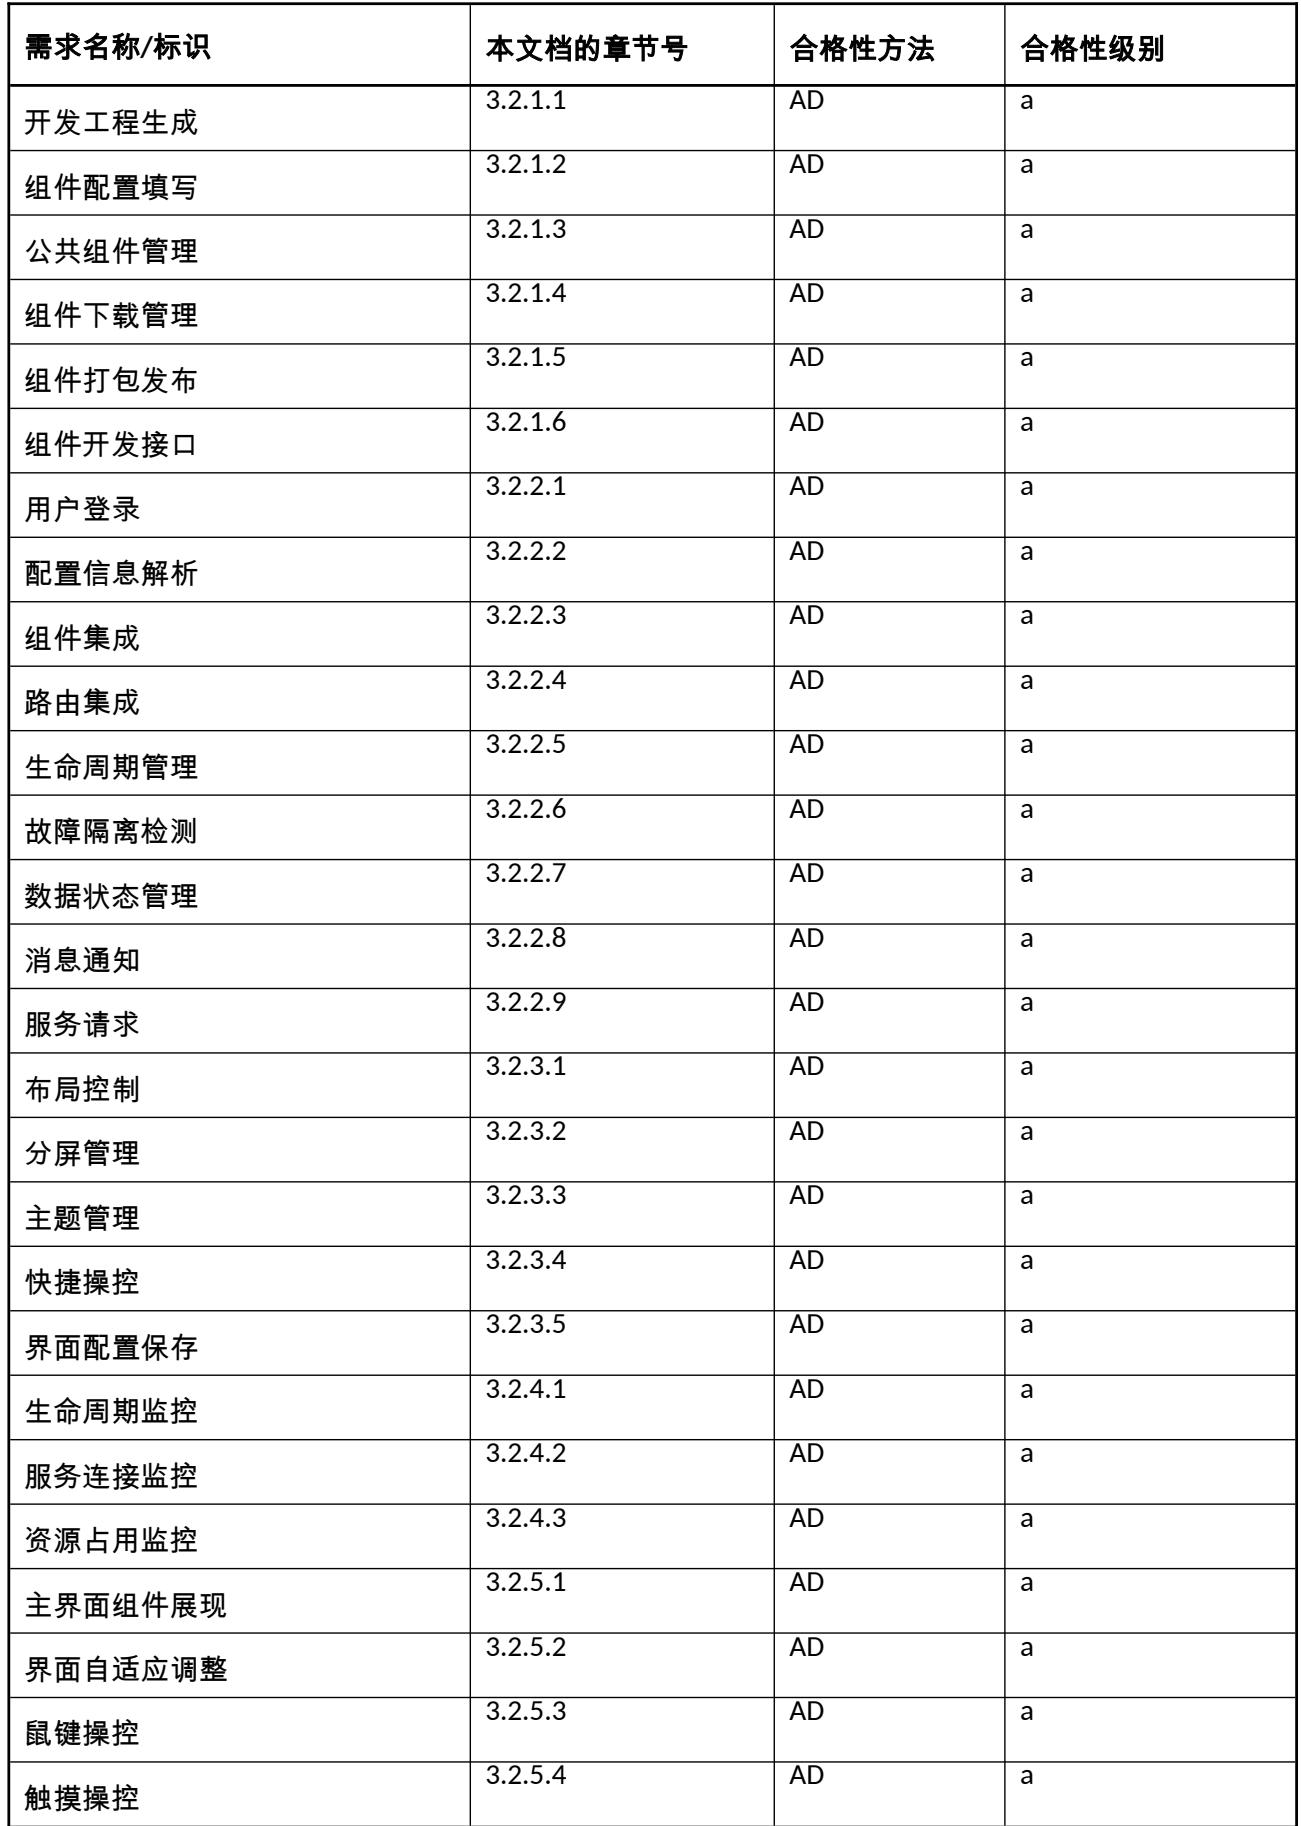 需求名称/标识 本文档的章节号 合格性方法 合格性级别
开发工程生成 3.2.1.1 AD a
组件配置填写 3.2.1.2 AD a
公共组件管理 3.2.1.3 AD a
组件下载管理 3.2.1.4 AD a
组件打包发布 3.2.1.5 AD a
组件开发接口 3.2.1.6 AD a
用户登录 3.2.2.1 AD a
配置信息解析 3.2.2.2 AD a
组件集成 3.2.2.3 AD a
路由集成 3.2.2.4 AD a
生命周期管理 3.2.2.5 AD a
故障隔离检测 3.2.2.6 AD a
数据状态管理 3.2.2.7 AD a
消息通知 3.2.2.8 AD a
服务请求 3.2.2.9 AD a
布局控制 3.2.3.1 AD a
分屏管理 3.2.3.2 AD a
主题管理 3.2.3.3 AD a
快捷操控 3.2.3.4 AD a
界面配置保存 3.2.3.5 AD a
生命周期监控 3.2.4.1 AD a
服务连接监控 3.2.4.2 AD a
资源占用监控 3.2.4.3 AD a
主界面组件展现 3.2.5.1 AD a
界面自适应调整 3.2.5.2 AD a
鼠键操控 3.2.5.3 AD a
触摸操控 3.2.5.4 AD a